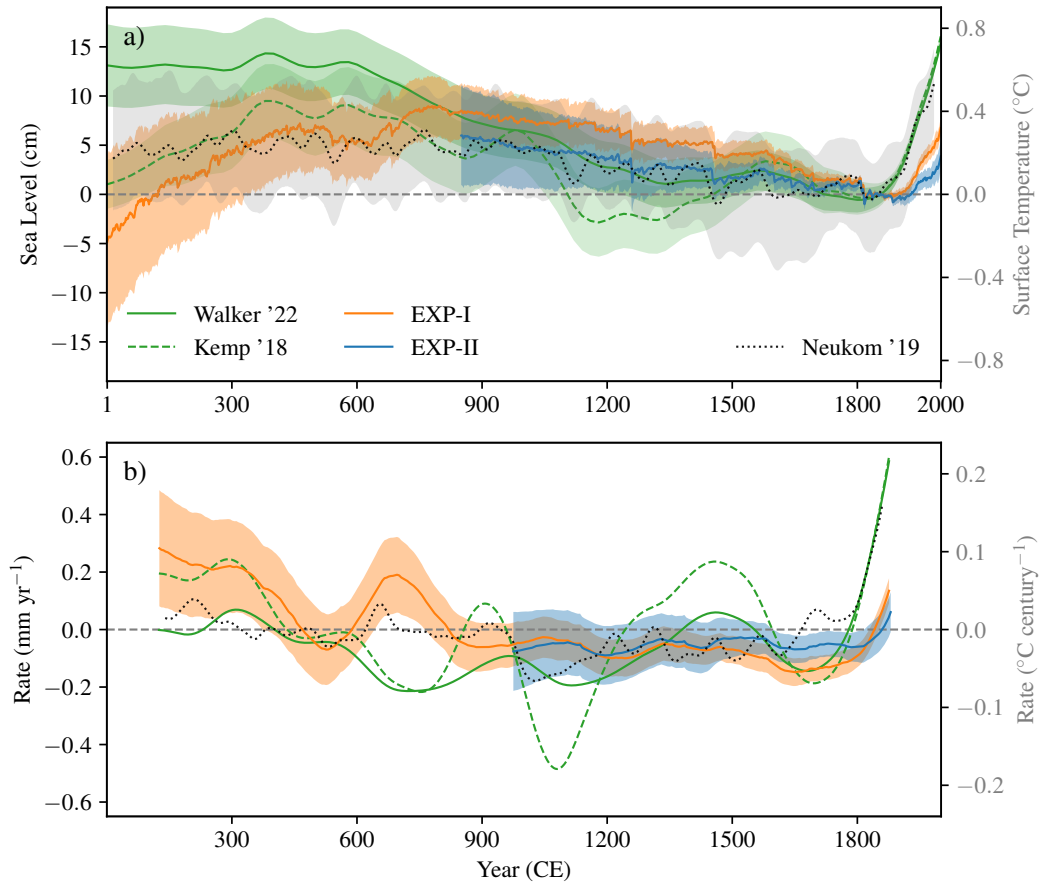 a)
Sea Level (cm)
15
10
5
0
−5
−10
−15
0.8
0.4
0.0
−0.4
−0.8
Surface Temperature (°C)
Walker ’22
Kemp ’18
EXP-I
EXP-II
Neukom ’19
1 300 600 900 1200 1500 1800 2000
b)
Rate (mm yr⁻¹)
0.6
0.4
0.2
0.0
−0.2
−0.4
−0.6
0.2
0.1
0.0
−0.1
−0.2
Rate (°C century⁻¹)
300 600 900 1200 1500 1800
Year (CE)